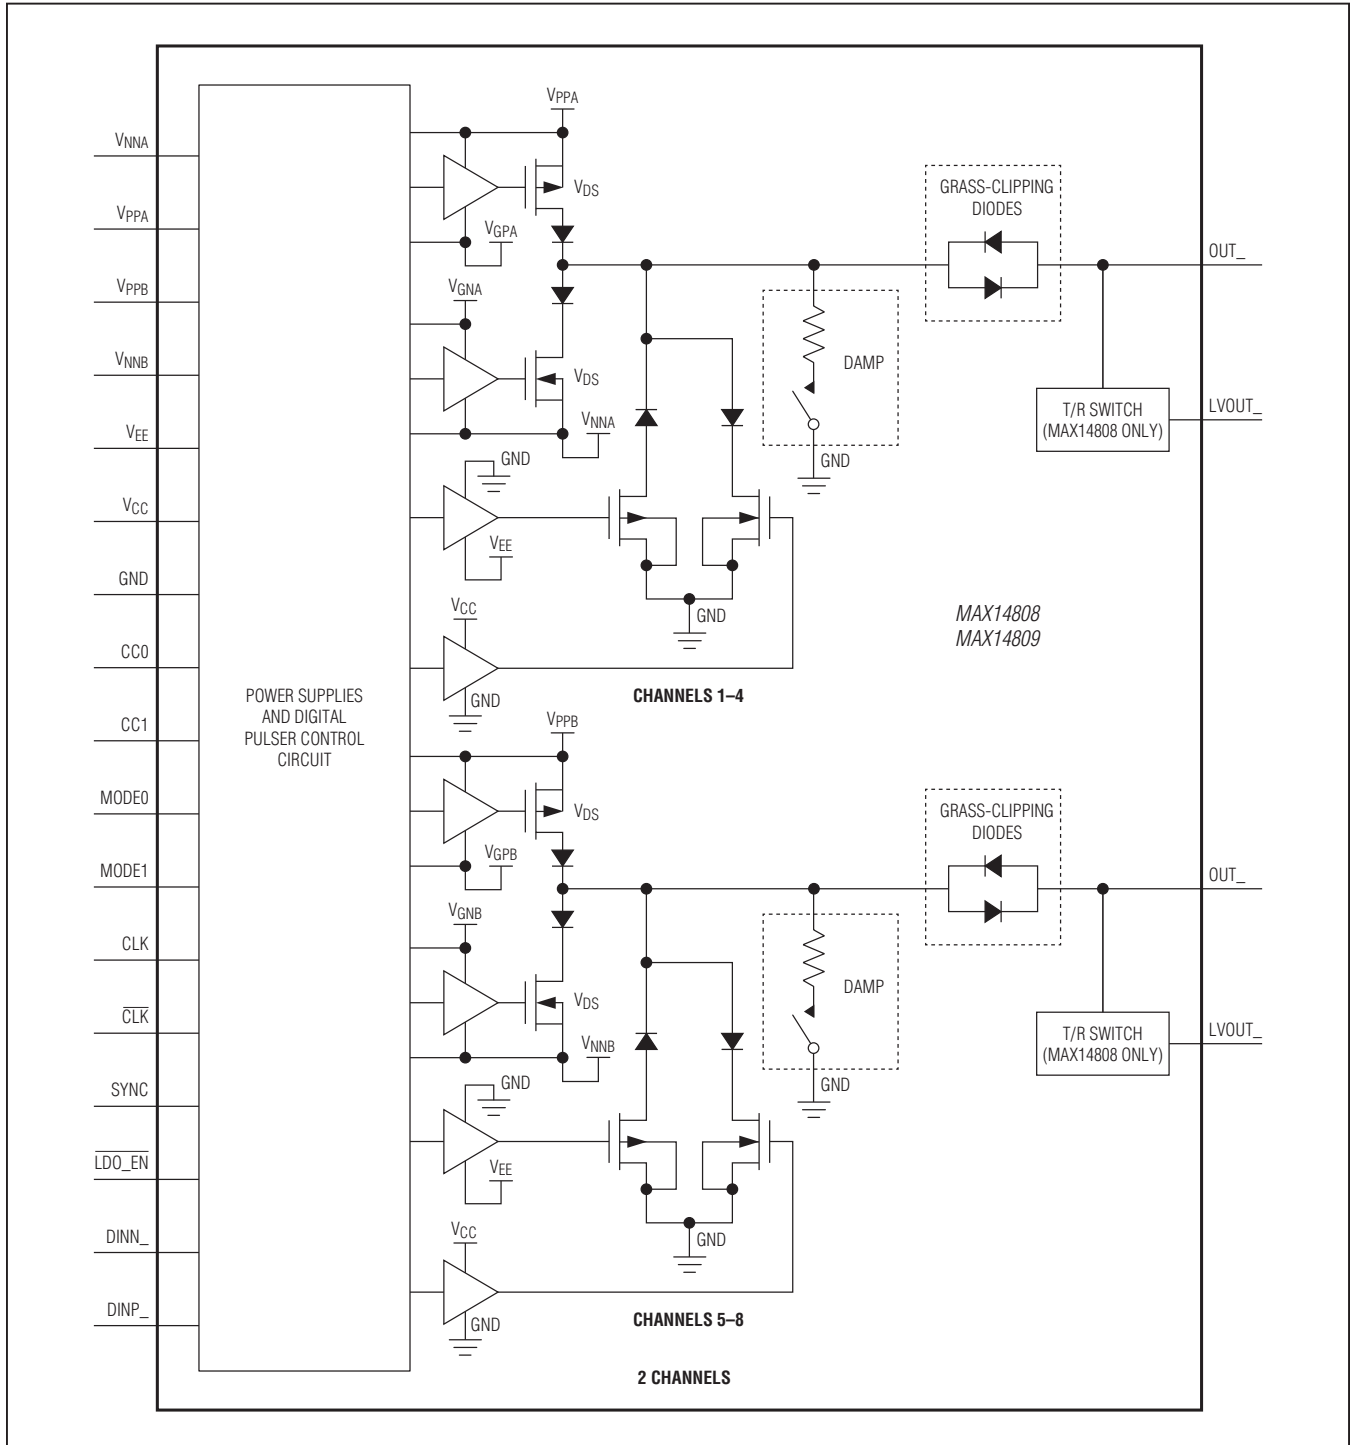 VNNA
VPPA
VPPB
VNNB
VEE
VCC
GND
CC0
CC1
MODE0
MODE1
CLK
C̅L̅K̅
SYNC
L̅D̅O̅_̅E̅N̅
DINN_
DINP_
POWER SUPPLIES
AND DIGITAL
PULSER CONTROL
CIRCUIT
VPPA
VDS
VGPA
VGNA
VDS
VNNA
GND
VEE
VCC
GND
GND
DAMP
GND
GRASS-CLIPPING
DIODES
OUT_
T/R SWITCH
(MAX14808 ONLY)
LVOUT_
MAX14808
MAX14809
CHANNELS 1–4
VPPB
VDS
VGPB
VGNB
VDS
VNNB
GND
VEE
VCC
GND
GND
DAMP
GND
GRASS-CLIPPING
DIODES
OUT_
T/R SWITCH
(MAX14808 ONLY)
LVOUT_
CHANNELS 5–8
2 CHANNELS